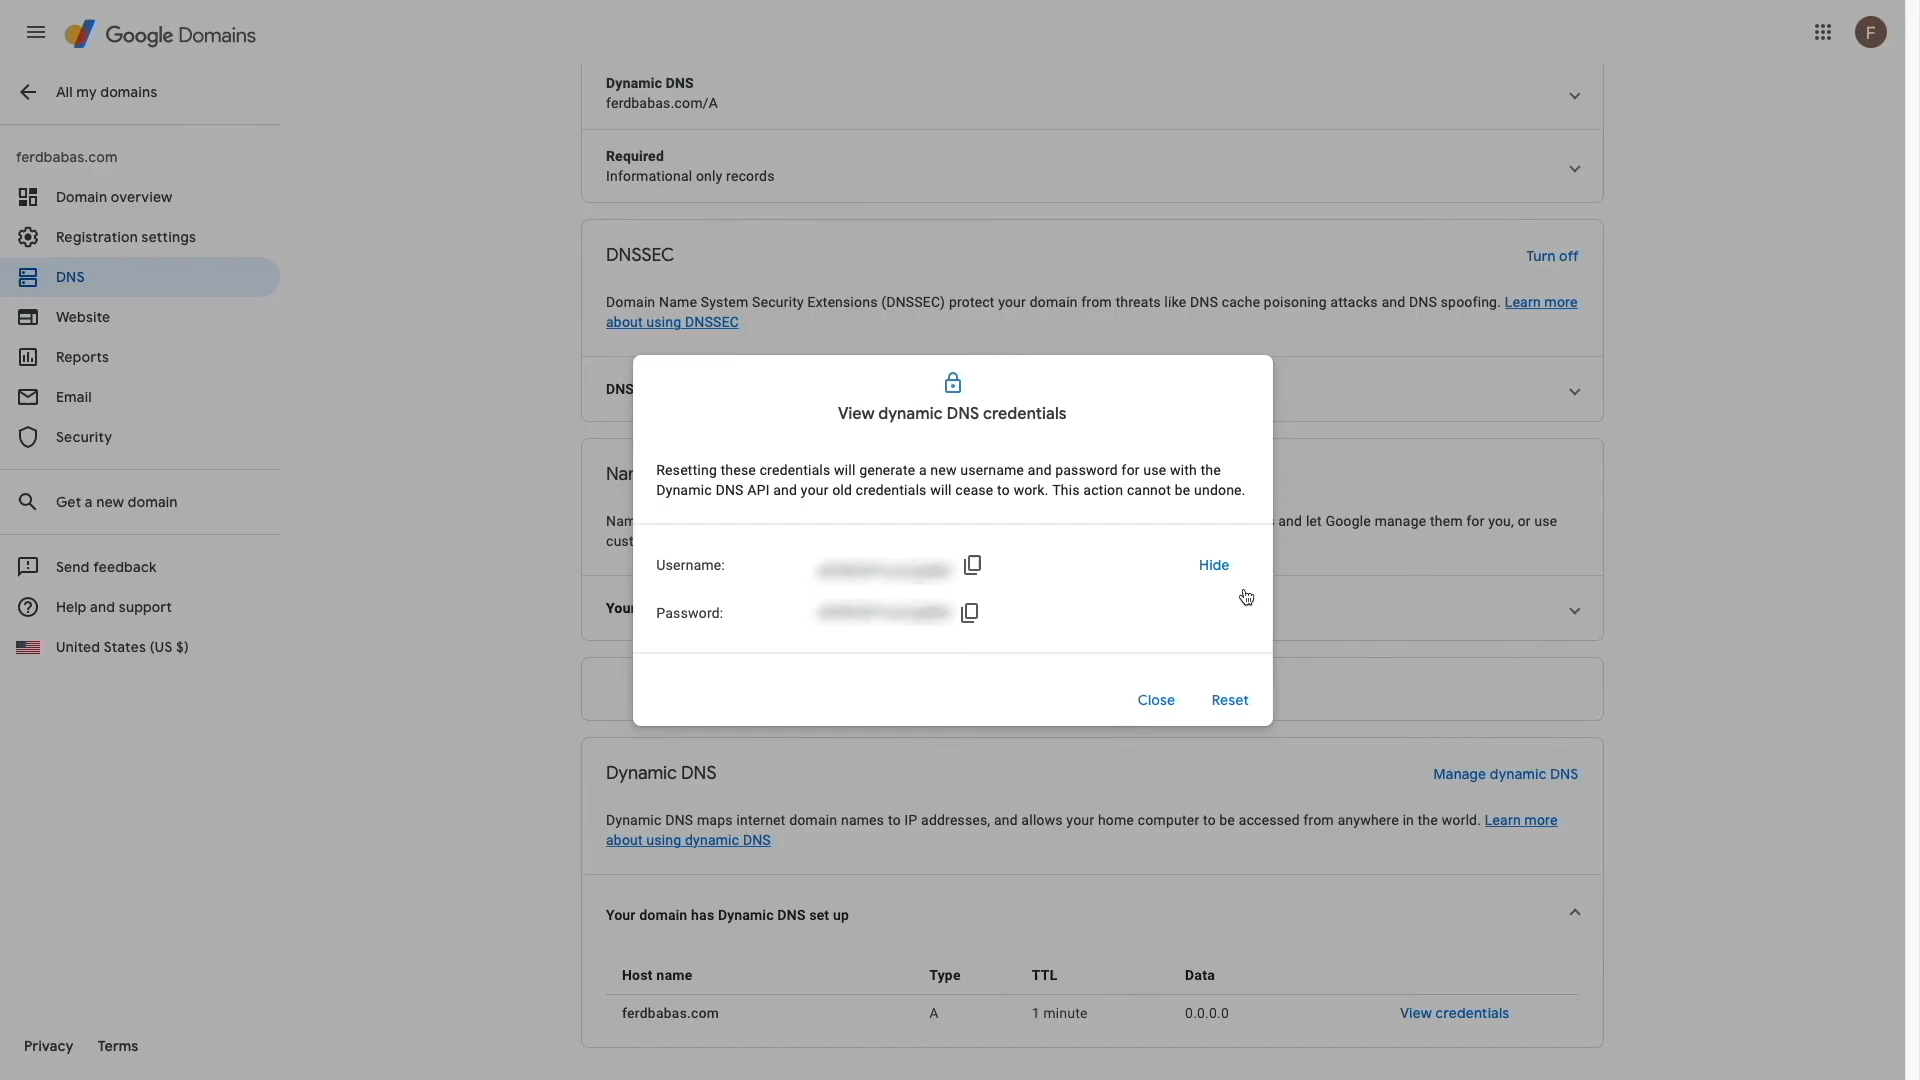 Google Domains
F
All my domains
ferdbabas.com
Domain overview
Registration settings
DNS
Website
Reports
Email
Security
Get a new domain
Send feedback
Help and support
United States (US $)
Privacy
Terms
Dynamic DNS
ferdbabas.com/A
Required
Informational only records
DNSSEC
Turn off
Domain Name System Security Extensions (DNSSEC) protect your domain from threats like DNS cache poisoning attacks and DNS spoofing. Learn more
about using DNSSEC
DNS
View dynamic DNS credentials
Resetting these credentials will generate a new username and password for use with the
Dynamic DNS API and your old credentials will cease to work. This action cannot be undone.
and let Google manage them for you, or use
Username:
Hide
Password:
Your
Close
Reset
Dynamic DNS
Manage dynamic DNS
Dynamic DNS maps internet domain names to IP addresses, and allows your home computer to be accessed from anywhere in the world. Learn more
about using dynamic DNS
Your domain has Dynamic DNS set up
Host name Type TTL Data
ferdbabas.com A 1 minute 0.0.0.0 View credentials